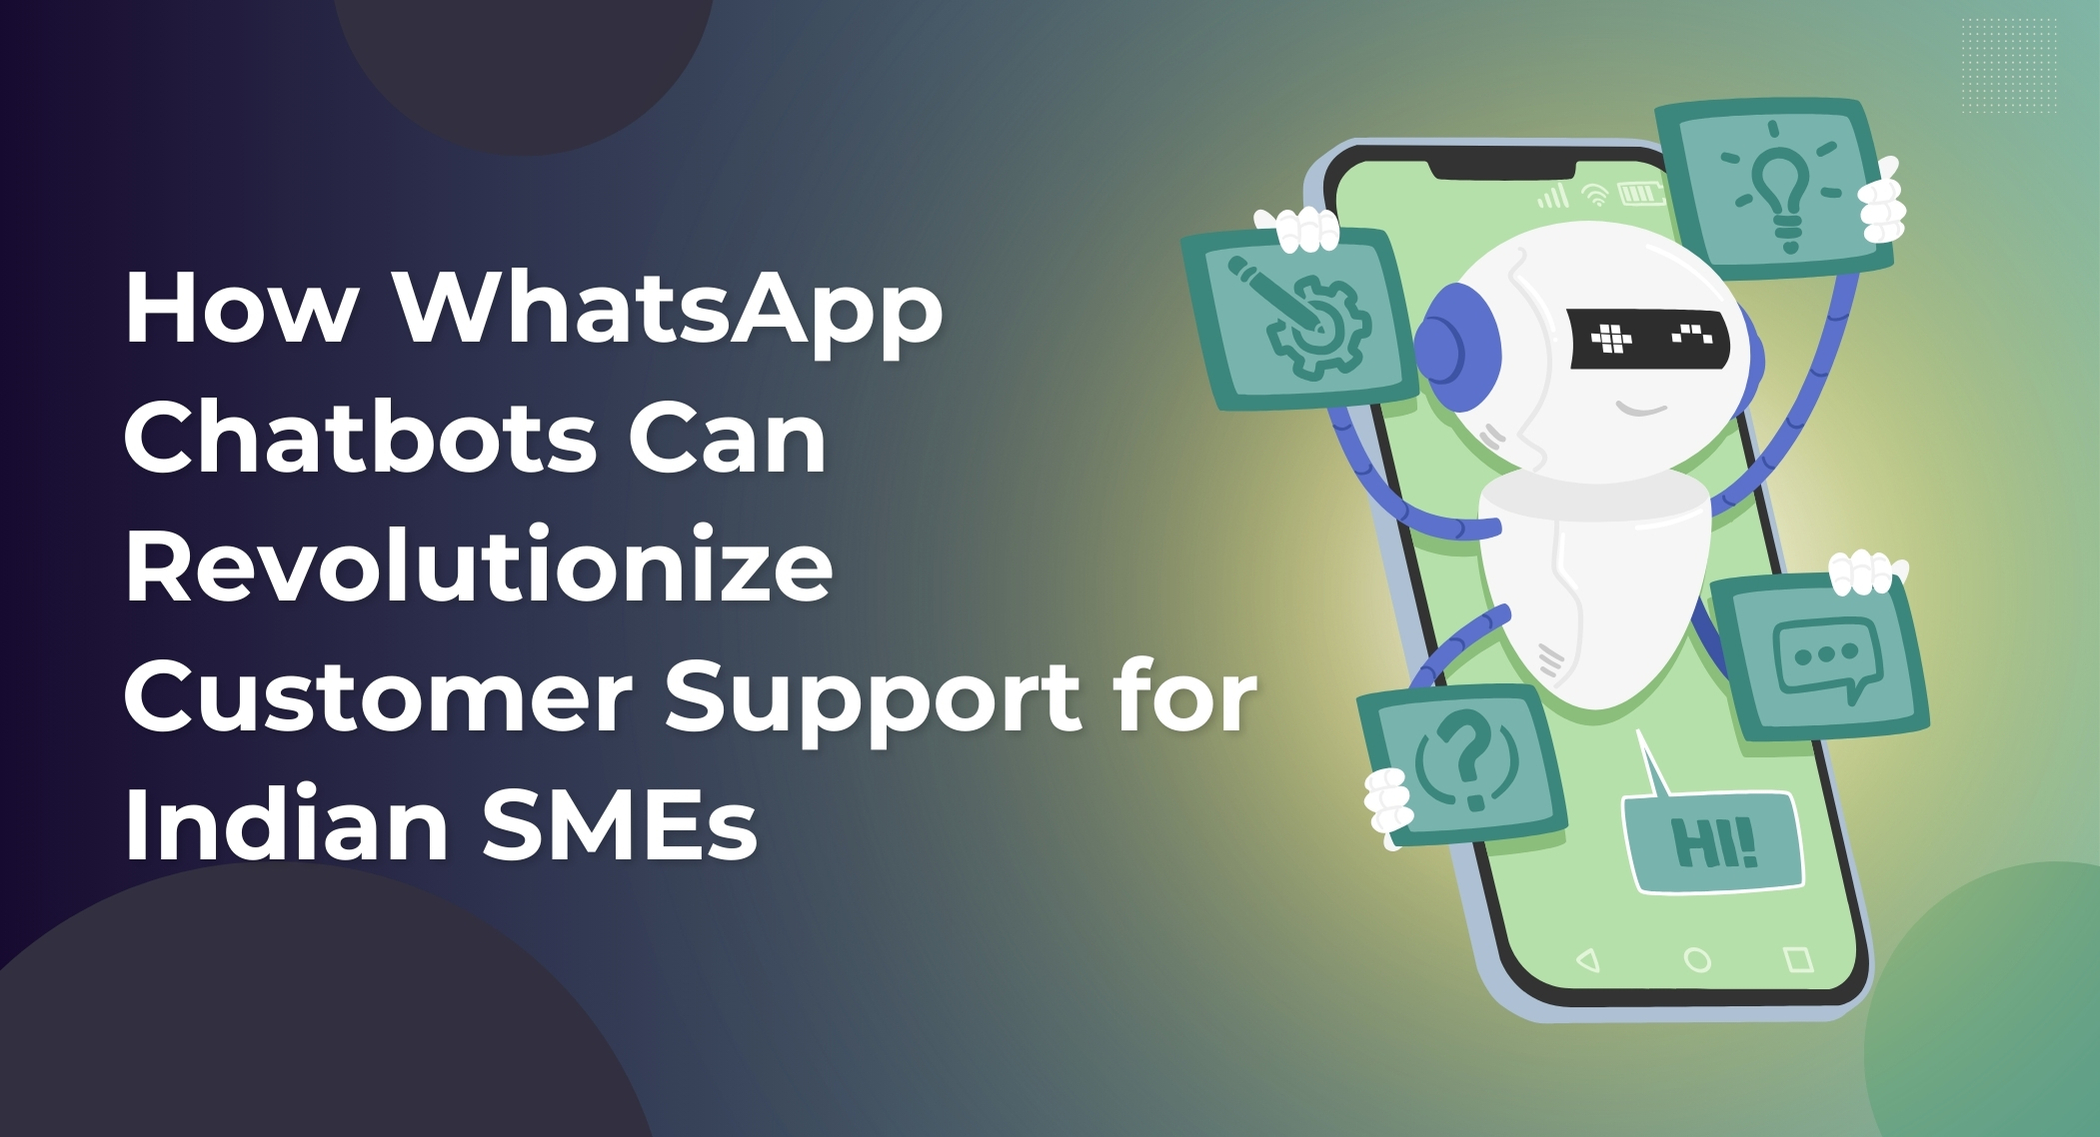 How WhatsApp
Chatbots Can
Revolutionize
Customer Support for
Indian SMEs
?
HI!